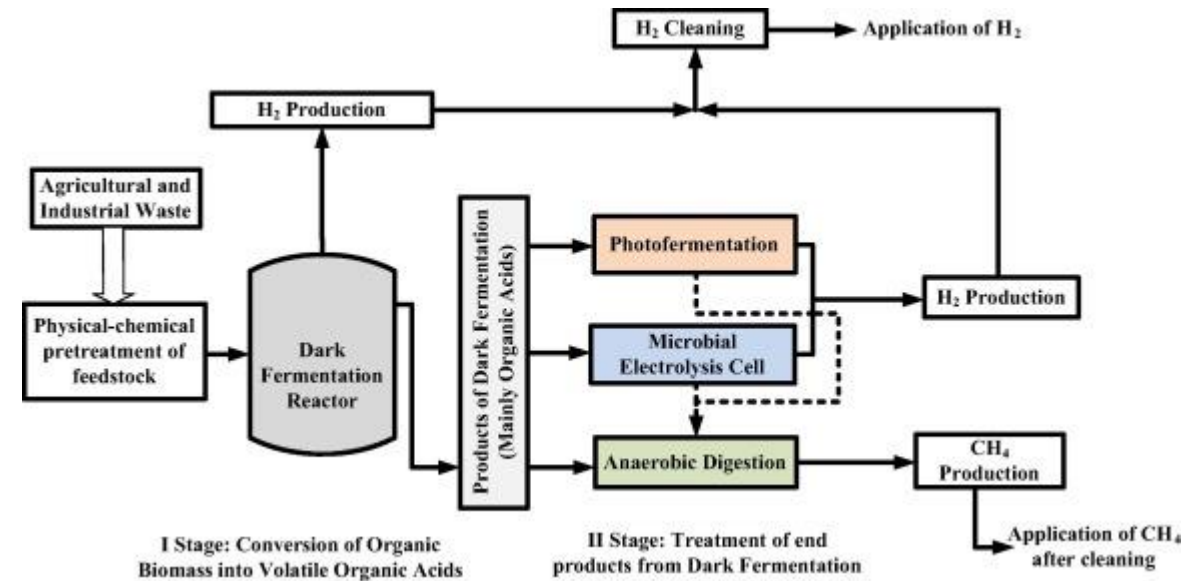 H₂ Cleaning
Application of H₂
H₂ Production
Agricultural and
Industrial Waste
Physical-chemical
pretreatment of
feedstock
Dark
Fermentation
Reactor
Products of Dark Fermentation
(Mainly Organic Acids)
Photofermentation
Microbial
Electrolysis Cell
Anaerobic Digestion
H₂ Production
CH₄
Production
Application of CH₄
after cleaning
I Stage: Conversion of Organic
Biomass into Volatile Organic Acids
II Stage: Treatment of end
products from Dark Fermentation